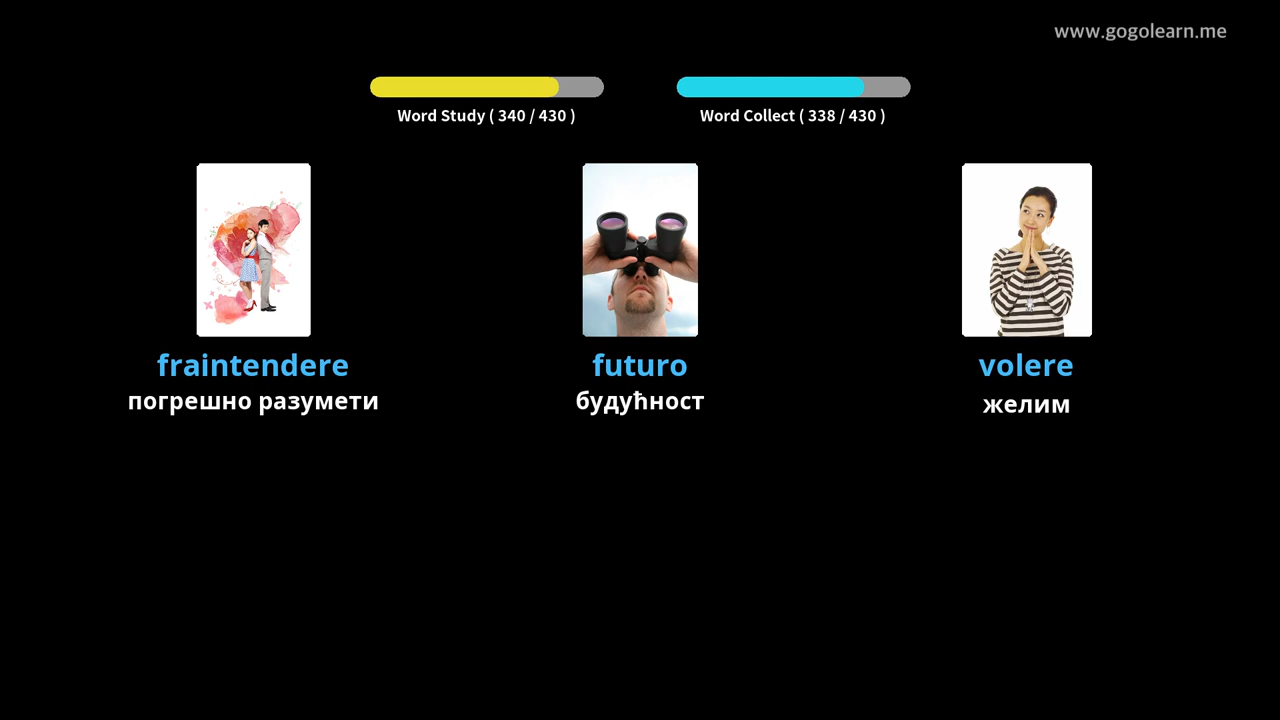 www.gogolearn.me
Word Study ( 340 / 430 )
Word Collect ( 338 / 430 )
fraintendere
погрешно разумети
futuro
будућност
volere
желим